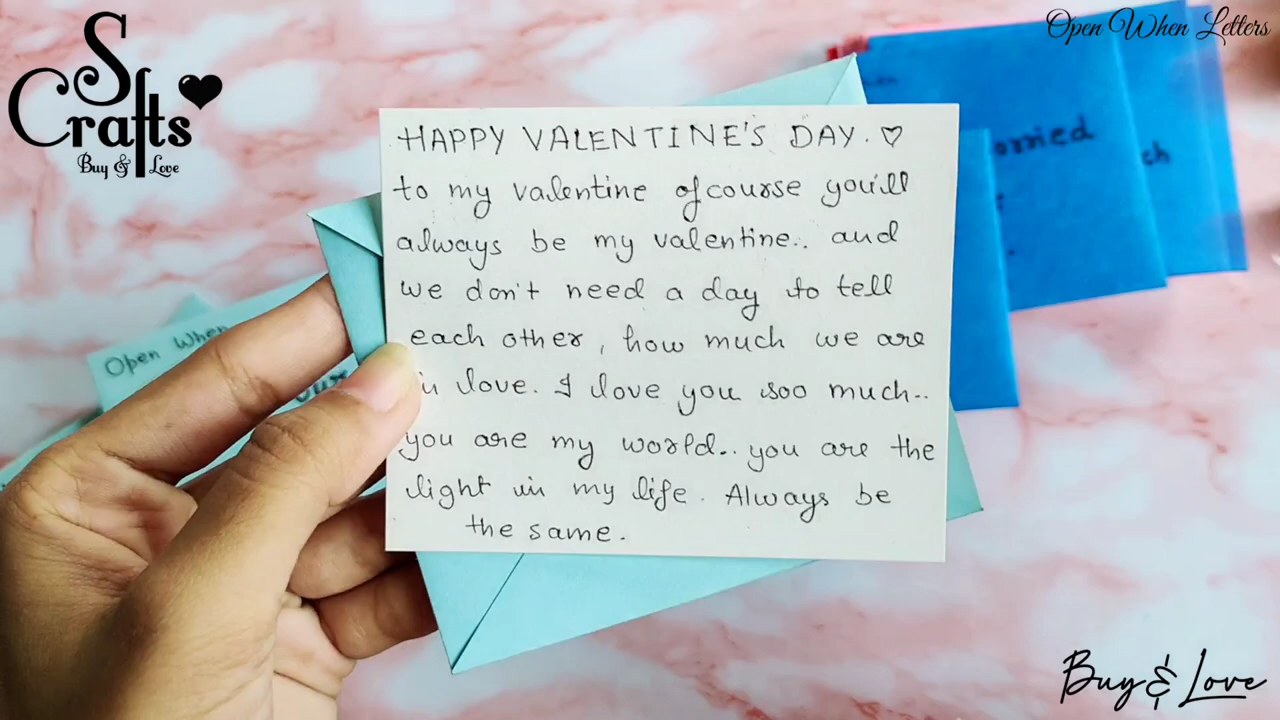 S
Crafts
Buy & Love
Open When Letters
HAPPY VALENTINE'S DAY. ♡
to my valentine ofcourse you'll
always be my valentine.. and
we don't need a day to tell
each other, how much we are
in love. I love you soo much..
you are my world.. you are the
light in my life. Always be
the same.
Open When
Buy & Love